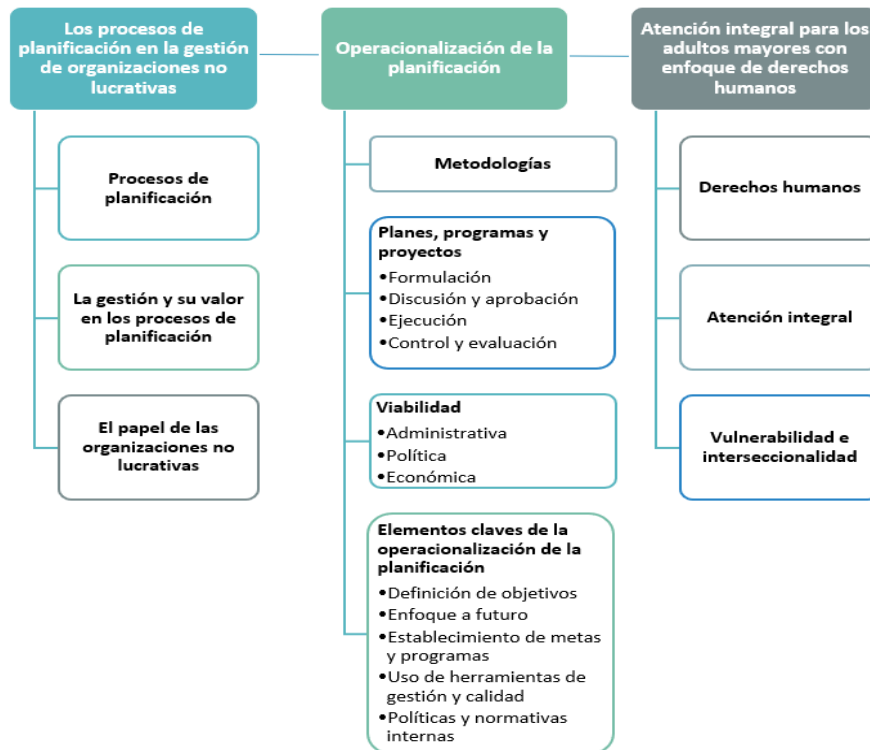 Los procesos de
planificación en la gestión
de organizaciones no
lucrativas
Procesos de
planificación
La gestión y su valor
en los procesos de
planificación
El papel de las
organizaciones no
lucrativas
Operacionalización de la
planificación
Metodologías
Planes, programas y
proyectos
•Formulación
•Discusión y aprobación
•Ejecución
•Control y evaluación
Viabilidad
•Administrativa
•Política
•Económica
Elementos claves de la
operacionalización de la
planificación
•Definición de objetivos
•Enfoque a futuro
•Establecimiento de metas
y programas
•Uso de herramientas de
gestión y calidad
•Políticas y normativas
internas
Atención integral para los
adultos mayores con
enfoque de derechos
humanos
Derechos humanos
Atención integral
Vulnerabilidad e
interseccionalidad